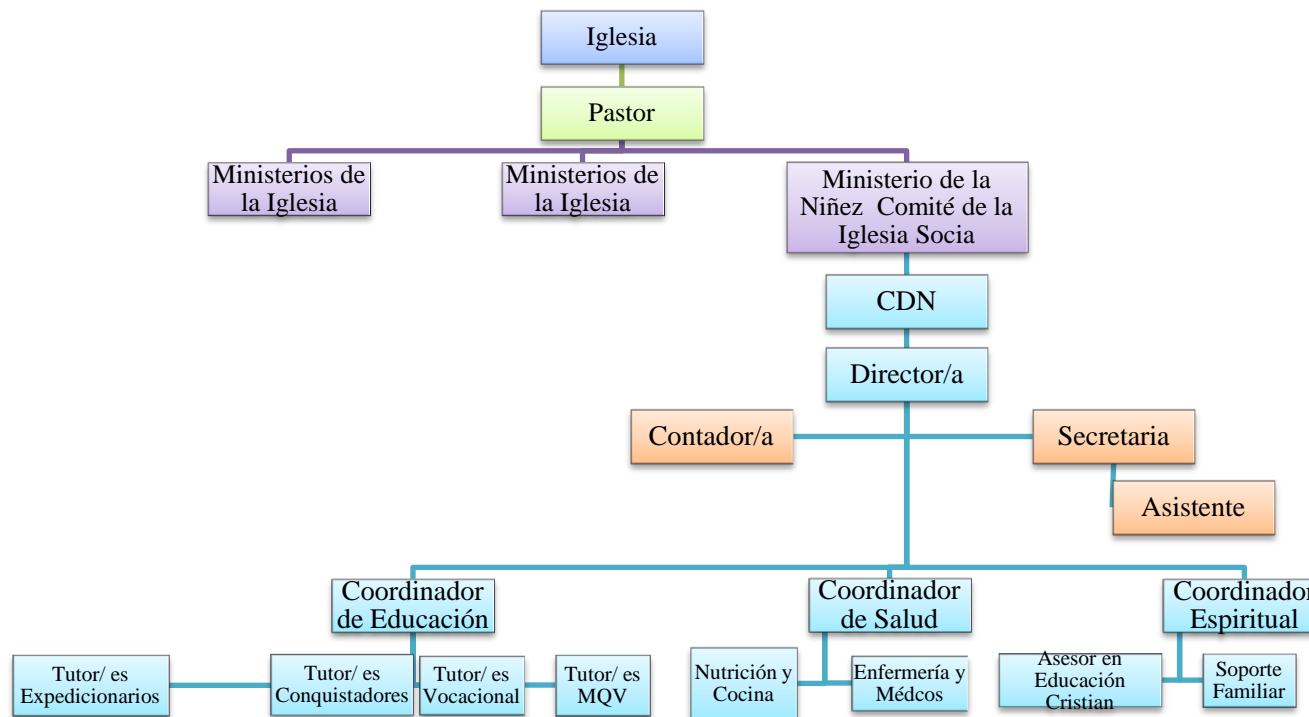 Iglesia
Pastor
Ministerios de
la Iglesia
Ministerios de
la Iglesia
Ministerio de la
Niñez Comité de la
Iglesia Socia
CDN
Director/a
Contador/a
Secretaria
Asistente
Coordinador
de Educación
Coordinador
de Salud
Coordinador
Espiritual
Tutor/ es
Expedicionarios
Tutor/ es
Conquistadores
Tutor/ es
Vocacional
Tutor/ es
MQV
Nutrición y
Cocina
Enfermería y
Médcos
Asesor en
Educación
Cristian
Soporte
Familiar